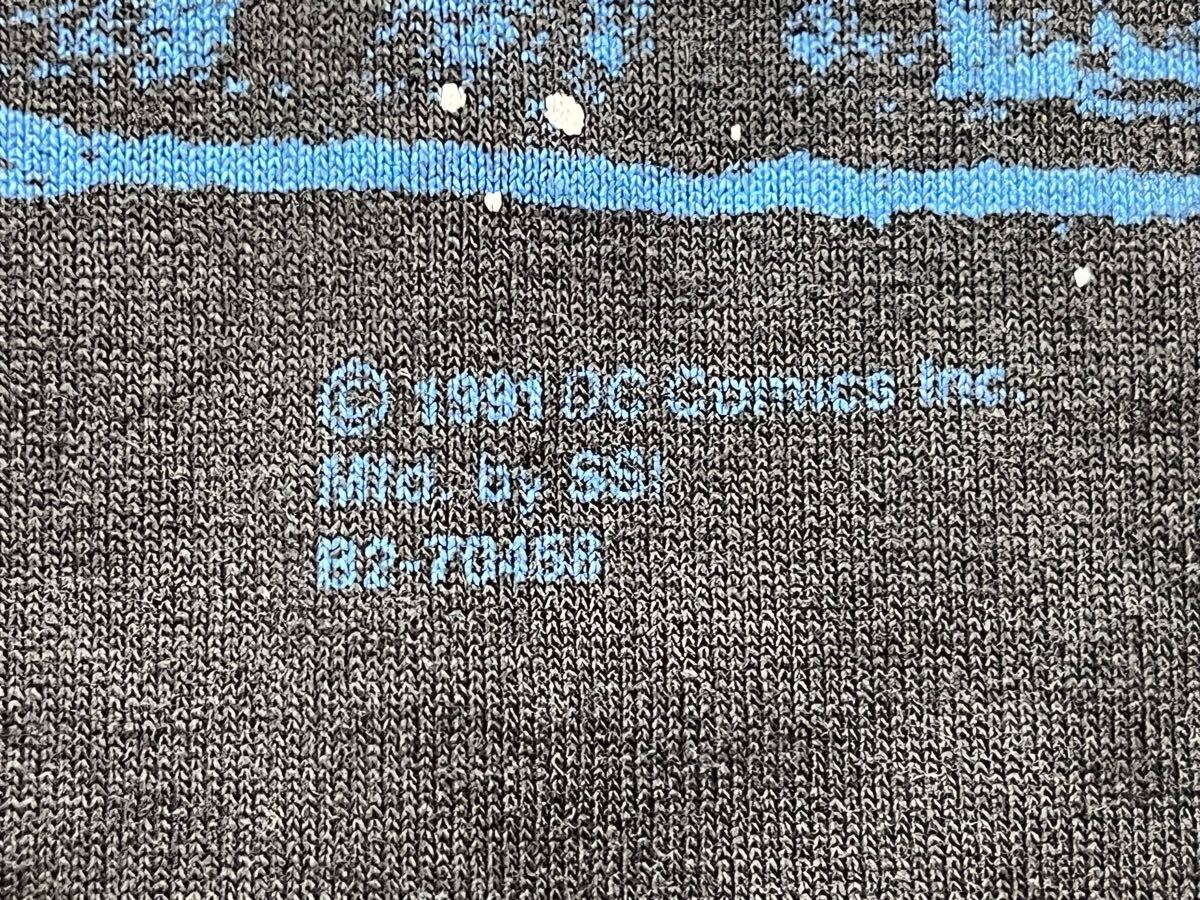 © 1991 DC Comics Inc.
Mfd. by SSI
B2-70458